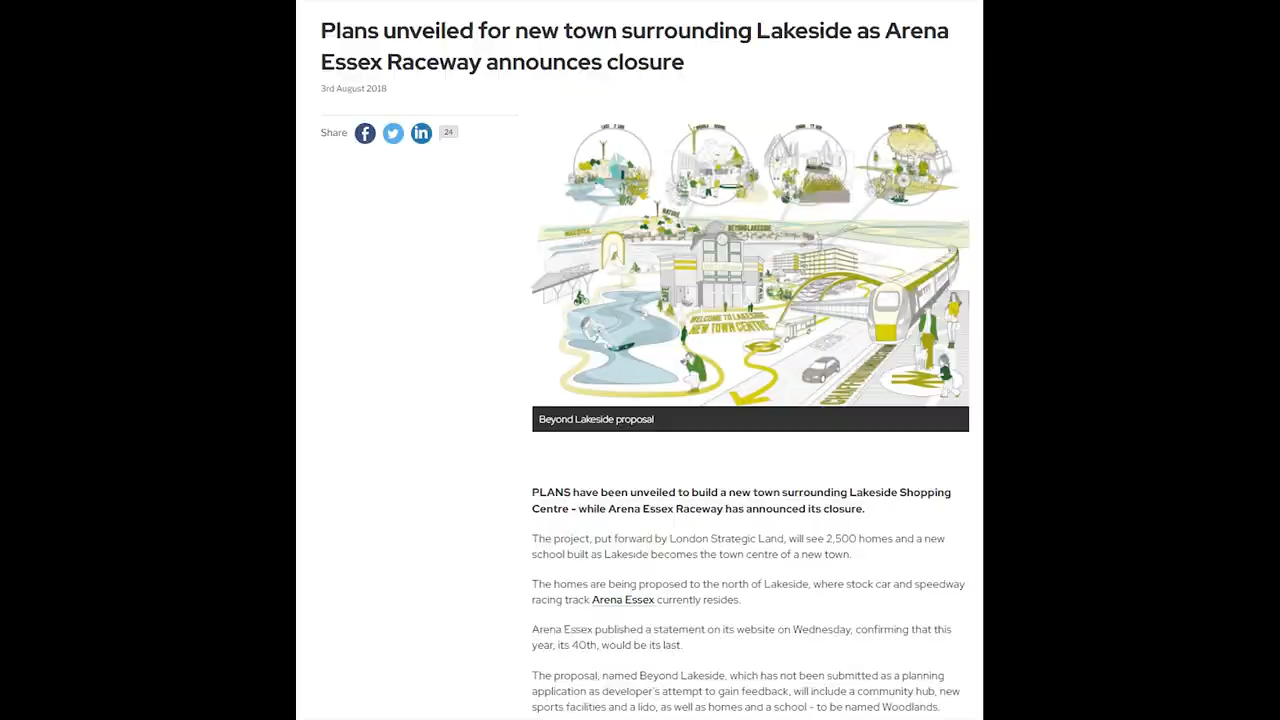 Plans unveiled for new town surrounding Lakeside as Arena
Essex Raceway announces closure
3rd August 2018
Share
24
NATURE
BEYOND LAKESIDE
CAFE
WELCOME TO LAKESIDE
NEW TOWN CENTRE
Beyond Lakeside proposal
PLANS have been unveiled to build a new town surrounding Lakeside Shopping
Centre - while Arena Essex Raceway has announced its closure.
The project, put forward by London Strategic Land, will see 2,500 homes and a new
school built as Lakeside becomes the town centre of a new town.
The homes are being proposed to the north of Lakeside, where stock car and speedway
racing track Arena Essex currently resides.
Arena Essex published a statement on its website on Wednesday, confirming that this
year, its 40th, would be its last.
The proposal, named Beyond Lakeside, which has not been submitted as a planning
application as developer's attempt to gain feedback, will include a community hub, new
sports facilities and a lido, as well as homes and a school - to be named Woodlands.